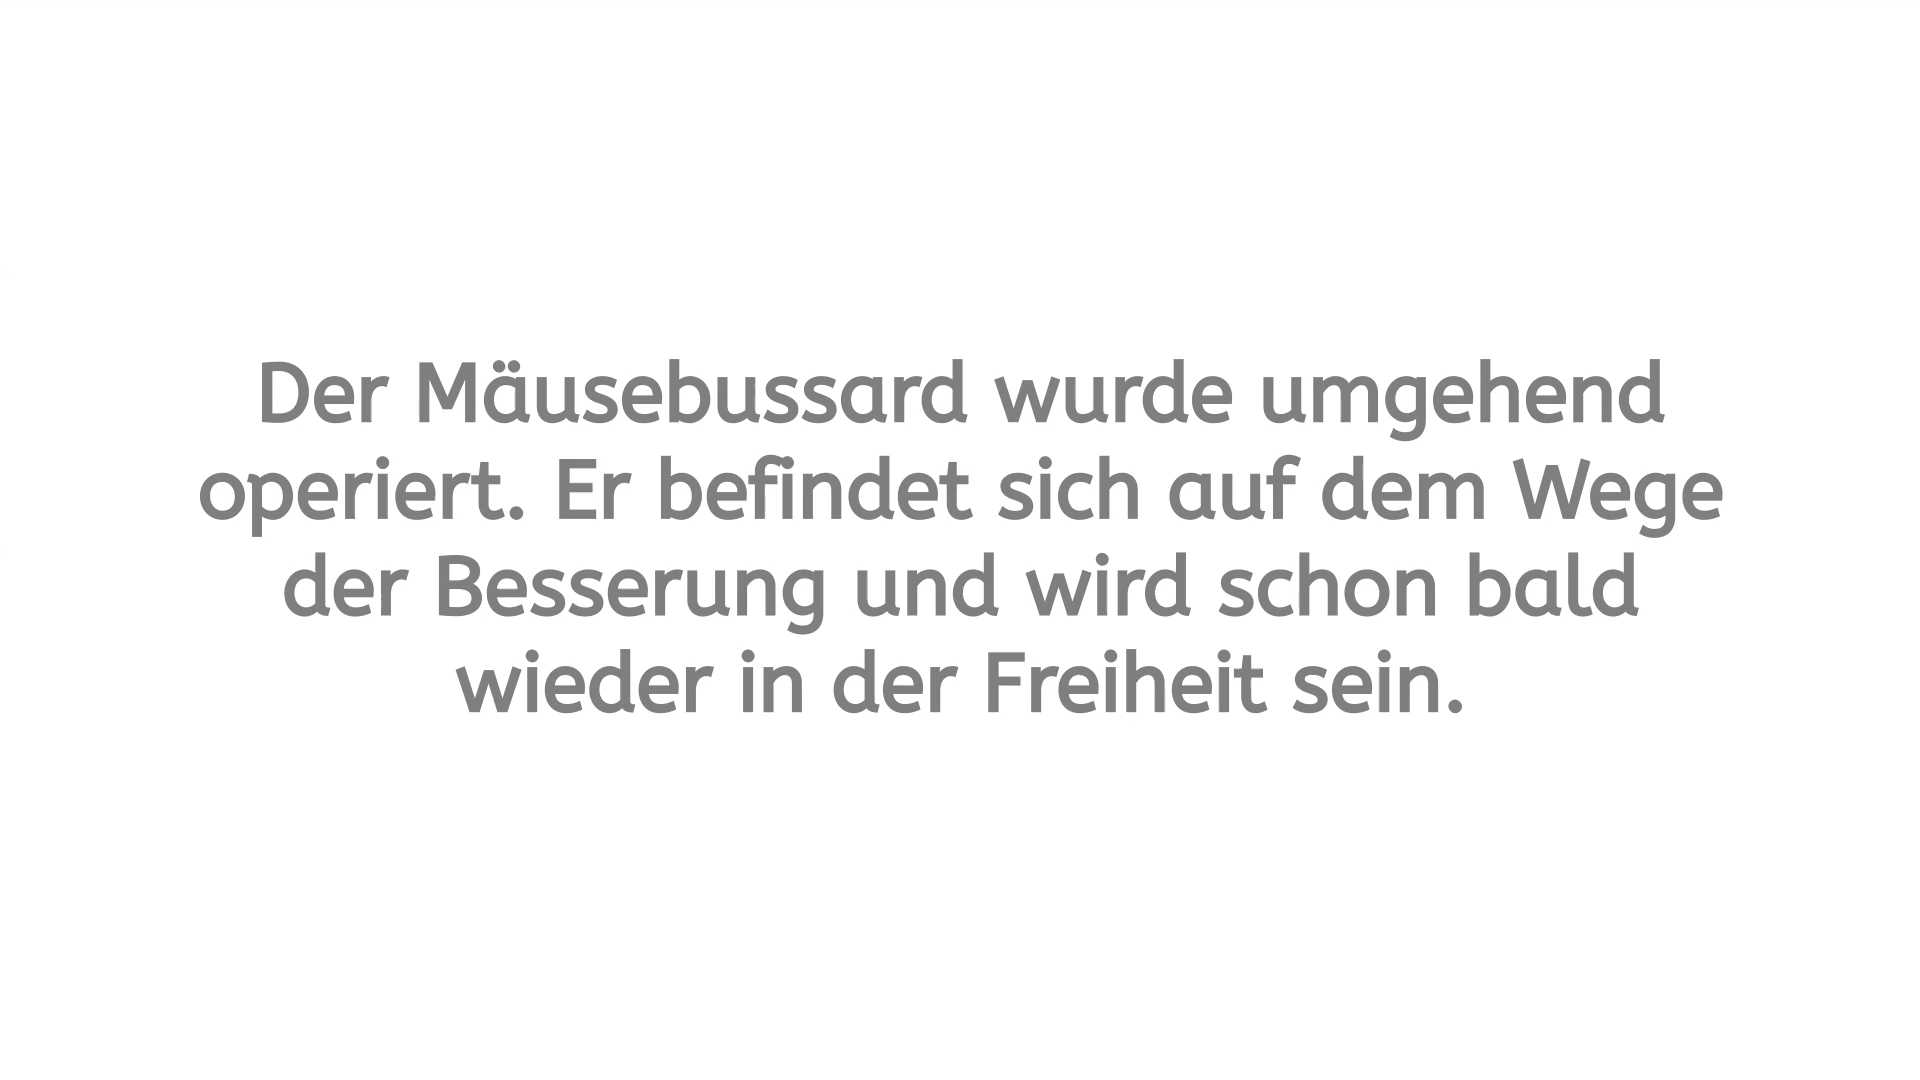 Der Mäusebussard wurde umgehend
operiert. Er befindet sich auf dem Wege
der Besserung und wird schon bald
wieder in der Freiheit sein.